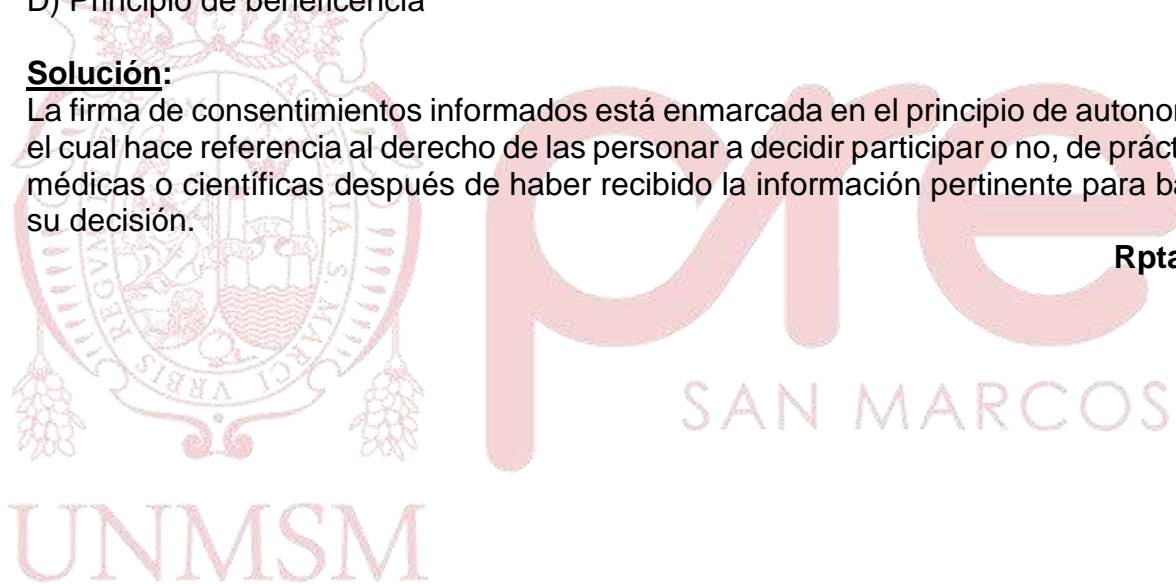 D) Principio de beneficencia
Solución:
La firma de consentimientos informados está enmarcada en el principio de autonor
el cual hace referencia al derecho de las personar a decidir participar o no, de práct
médicas o científicas después de haber recibido la información pertinente para ba
su decisión.
Rpta
pre
SAN MARCOS
UNMSM